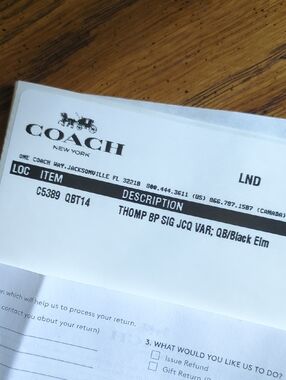 COACH
NEW YORK
LND
ONE COACH WAY, JACKSONVILLE FL 32218 800.444.3611 (US) 866.787.1587 (CANADA)
LOC ITEM DESCRIPTION
C5389 QBT14 THOMP BP SIG JCQ VAR; QB/Black Elm
which will help us to process your return.
contact you about your return)
3. WHAT WOULD YOU LIKE US TO DO?
Issue Refund
Gift Return